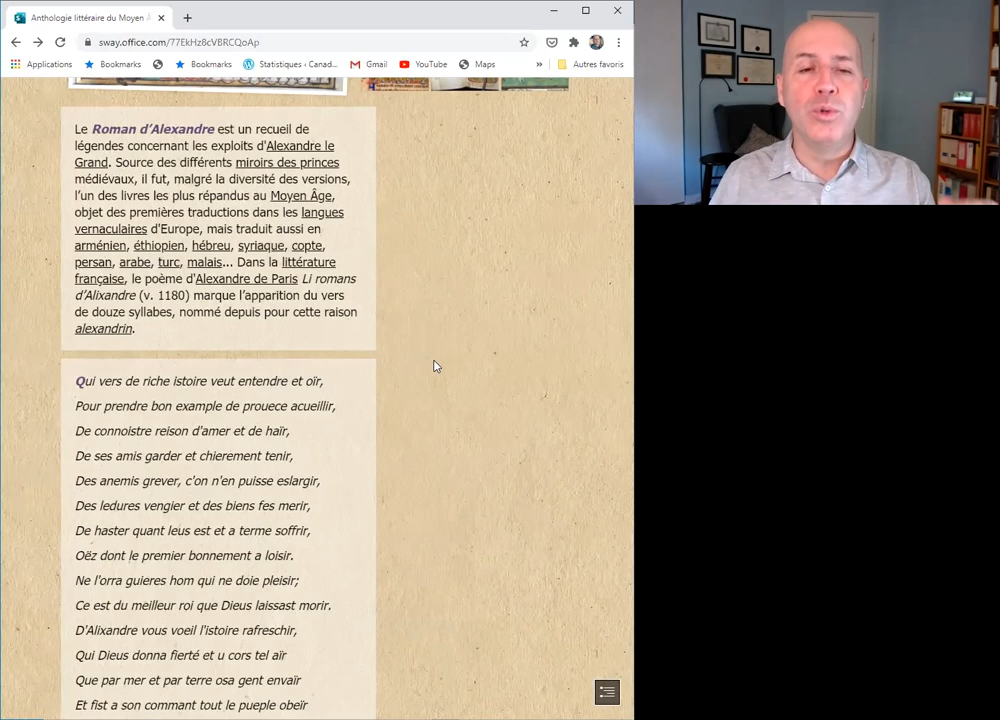 Anthologie littéraire du Moyen
sway.office.com/77EkHz8cVBRCQoAp
Applications Bookmarks Bookmarks Statistiques ‹ Canad... Gmail YouTube Maps » Autres favoris
Le Roman d'Alexandre est un recueil de
légendes concernant les exploits d'Alexandre le
Grand. Source des différents miroirs des princes
médiévaux, il fut, malgré la diversité des versions,
l'un des livres les plus répandus au Moyen Âge,
objet des premières traductions dans les langues
vernaculaires d'Europe, mais traduit aussi en
arménien, éthiopien, hébreu, syriaque, copte,
persan, arabe, turc, malais... Dans la littérature
française, le poème d'Alexandre de Paris Li romans
d'Alixandre (v. 1180) marque l'apparition du vers
de douze syllabes, nommé depuis pour cette raison
alexandrin.
Qui vers de riche istoire veut entendre et oïr,
Pour prendre bon example de prouece acueillir,
De connoistre reison d'amer et de haïr,
De ses amis garder et chierement tenir,
Des anemis grever, c'on n'en puisse eslargir,
Des ledures vengier et des biens fes merir,
De haster quant leus est et a terme soffrir,
Oëz dont le premier bonnement a loisir.
Ne l'orra guieres hom qui ne doie pleisir;
Ce est du meilleur roi que Dieus laissast morir.
D'Alixandre vous voeil l'istoire rafreschir,
Qui Dieus donna fierté et u cors tel aïr
Que par mer et par terre osa gent envaïr
Et fist a son commant tout le pueple obeïr